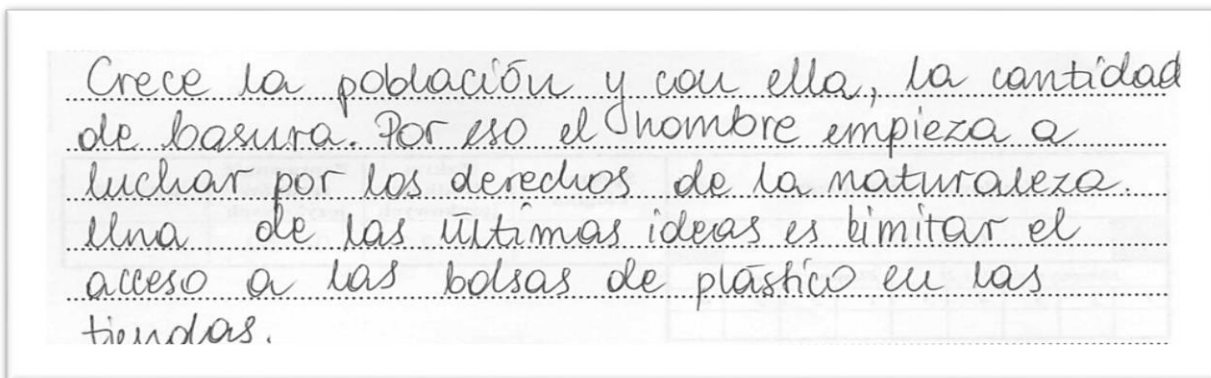 Crece la población y con ella, la cantidad
de basura. Por eso el hombre empieza a
luchar por los derechos de la naturaleza.
Una de las últimas ideas es limitar el
acceso a las bolsas de plástico en las
tiendas.